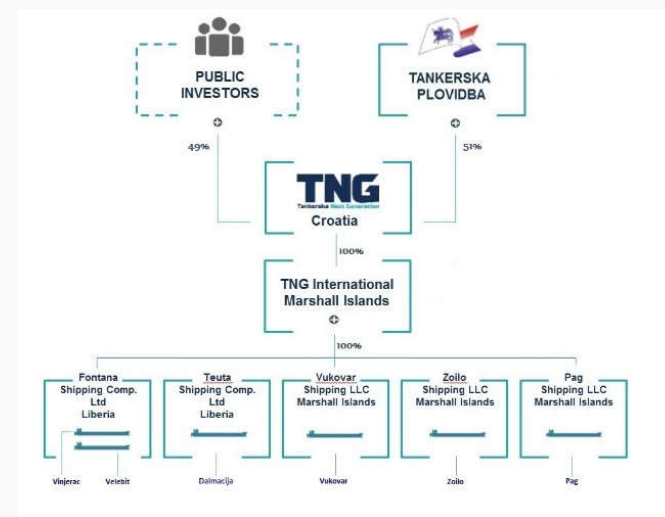 PUBLIC
INVESTORS
TANKERSKA
PLOVIDBA
49%
51%
TNG
Tankerska Next Generation
Croatia
100%
TNG International
Marshall Islands
100%
Fontana
Shipping Comp.
Ltd
Liberia
Teuta
Shipping Comp.
Ltd
Liberia
Vukovar
Shipping LLC
Marshall Islands
Zoilo
Shipping LLC
Marshall Islands
Pag
Shipping LLC
Marshall Islands
Vinjerac
Velebit
Dalmacija
Vukovar
Zoilo
Pag